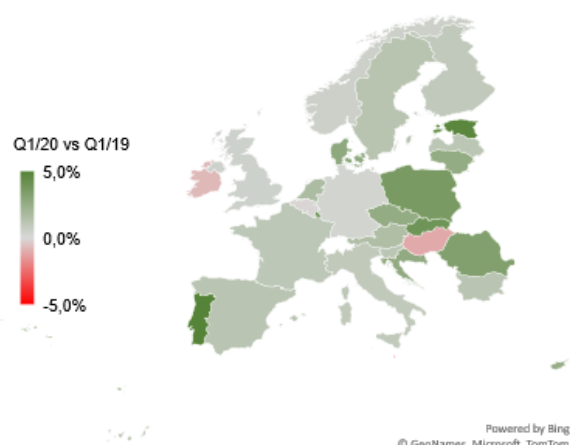 Q1/20 vs Q1/19
5,0%
0,0%
-5,0%
Powered by Bing
© GeoNames, Microsoft, TomTom